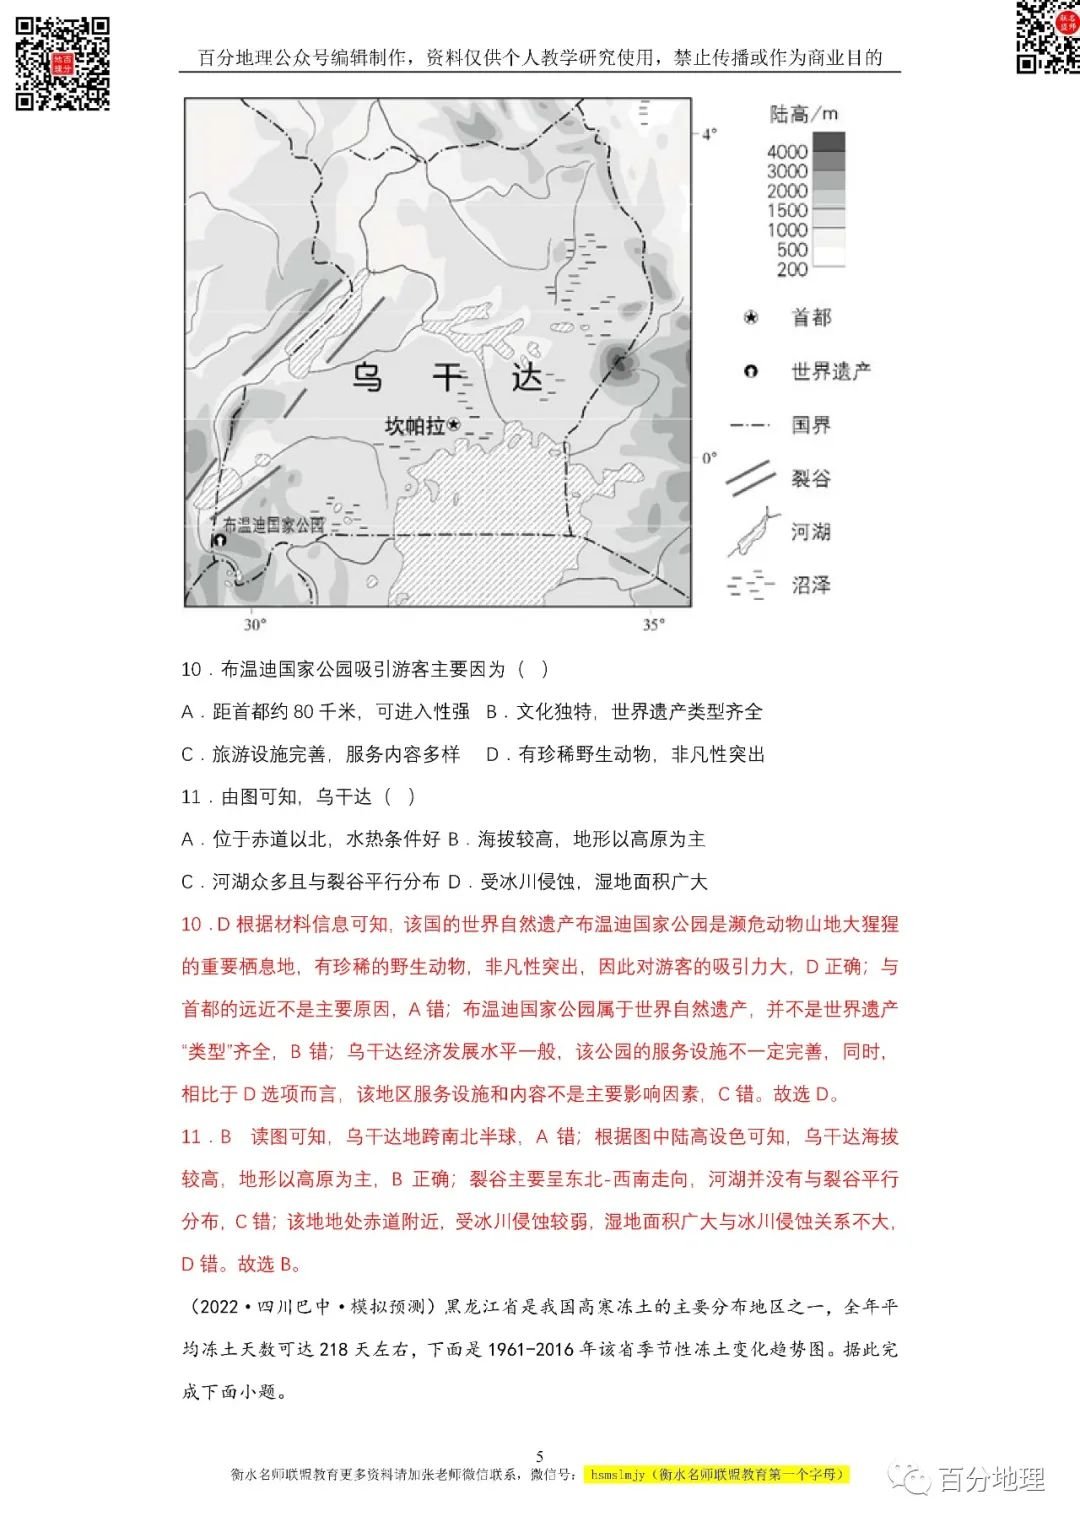 百分地理公众号编辑制作，资料仅供个人教学研究使用，禁止传播或作为商业目的
陆高/m
4000
3000
2000
1500
1000
500
200
4°
0°
30°
35°
乌干达
坎帕拉
布温迪国家公园
首都
世界遗产
国界
裂谷
河湖
沼泽
10．布温迪国家公园吸引游客主要因为（ ）
A．距首都约 80 千米，可进入性强 B．文化独特，世界遗产类型齐全
C．旅游设施完善，服务内容多样 D．有珍稀野生动物，非凡性突出
11．由图可知，乌干达（ ）
A．位于赤道以北，水热条件好 B．海拔较高，地形以高原为主
C．河湖众多且与裂谷平行分布 D．受冰川侵蚀，湿地面积广大
10．D 根据材料信息可知，该国的世界自然遗产布温迪国家公园是濒危动物山地大猩猩
的重要栖息地，有珍稀的野生动物，非凡性突出，因此对游客的吸引力大，D 正确；与
首都的远近不是主要原因，A 错；布温迪国家公园属于世界自然遗产，并不是世界遗产
“类型”齐全，B 错；乌干达经济发展水平一般，该公园的服务设施不一定完善，同时，
相比于 D 选项而言，该地区服务设施和内容不是主要影响因素，C 错。故选 D。
11．B 读图可知，乌干达地跨南北半球，A 错；根据图中陆高设色可知，乌干达海拔
较高，地形以高原为主，B 正确；裂谷主要呈东北-西南走向，河湖并没有与裂谷平行
分布，C 错；该地地处赤道附近，受冰川侵蚀较弱，湿地面积广大与冰川侵蚀关系不大，
D 错。故选 B。
（2022·四川巴中·模拟预测）黑龙江省是我国高寒冻土的主要分布地区之一，全年平
均冻土天数可达 218 天左右，下面是 1961-2016 年该省季节性冻土变化趋势图。据此完
成下面小题。
5
衡水名师联盟教育更多资料请加张老师微信联系，微信号：hsmslmjy（衡水名师联盟教育第一个字母）
百分地理